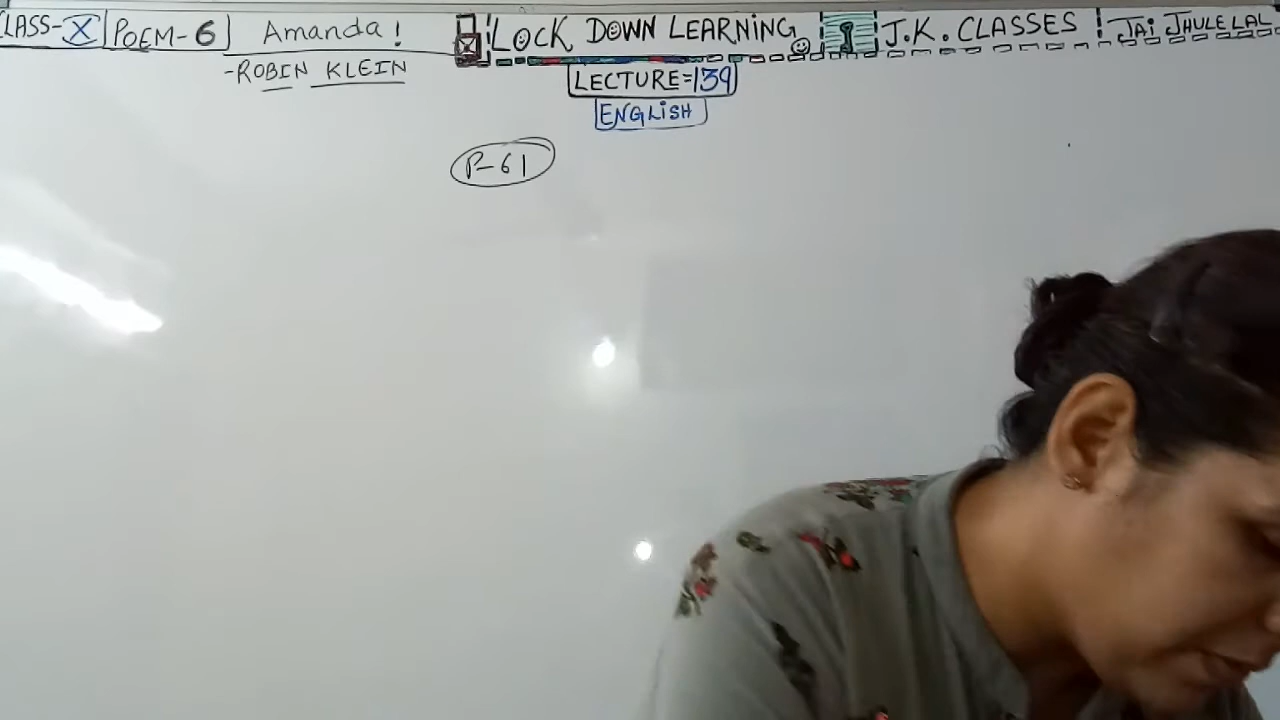 CLASS-X POEM-6 Amanda! LOCK DOWN LEARNING J.K. CLASSES JAI JHULELAL
-ROBIN KLEIN
LECTURE=139
ENGLISH
P-61